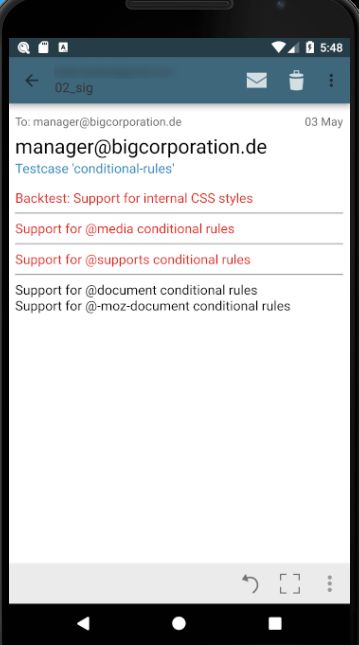 5:48
02_sig
To: manager@bigcorporation.de 03 May
manager@bigcorporation.de
Testcase 'conditional-rules'
Backtest: Support for internal CSS styles
Support for @media conditional rules
Support for @supports conditional rules
Support for @document conditional rules
Support for @-moz-document conditional rules